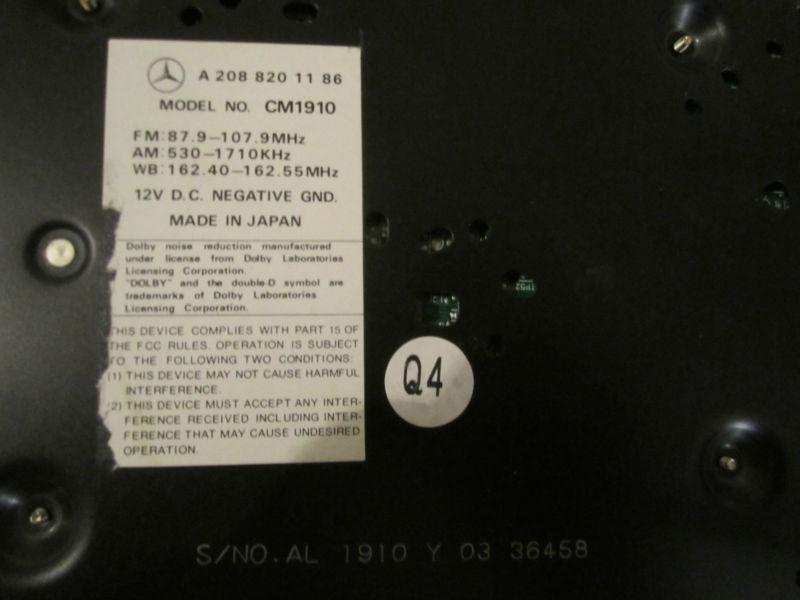 A 208 820 11 86
MODEL NO. CM1910
FM:87.9–107.9MHz
AM:530–1710KHz
WB:162.40–162.55MHz
12V D.C. NEGATIVE GND.
MADE IN JAPAN
Dolby noise reduction manufactured
under license from Dolby Laboratories
Licensing Corporation.
"DOLBY" and the double-D symbol are
trademarks of Dolby Laboratories
Licensing Corporation.
THIS DEVICE COMPLIES WITH PART 15 OF
THE FCC RULES. OPERATION IS SUBJECT
TO THE FOLLOWING TWO CONDITIONS:
(1) THIS DEVICE MAY NOT CAUSE HARMFUL
INTERFERENCE.
(2) THIS DEVICE MUST ACCEPT ANY INTER-
FERENCE RECEIVED INCLUDING INTER-
FERENCE THAT MAY CAUSE UNDESIRED
OPERATION.
Q4
TP52
S/NO.AL 1910 Y 03 36458